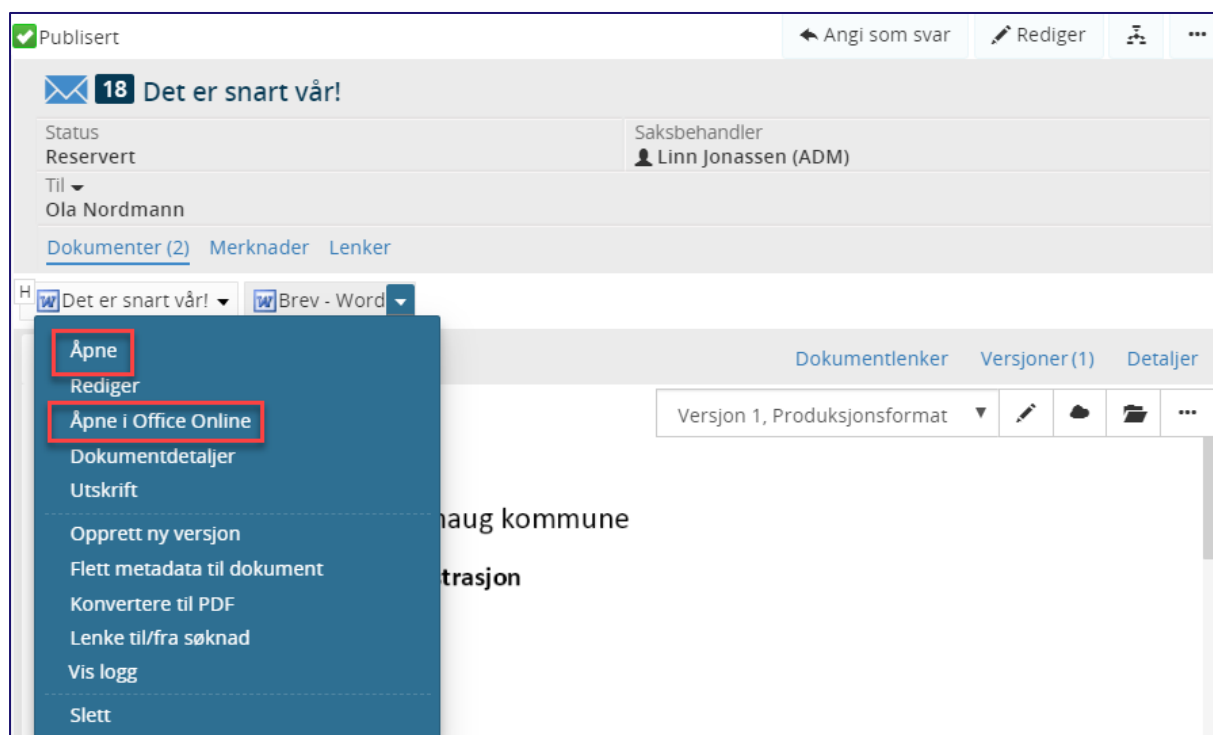 Publisert
Angi som svar
Rediger
18 Det er snart vår!
Status
Reservert
Saksbehandler
Linn Jonassen (ADM)
Til
Ola Nordmann
Dokumenter (2) Merknader Lenker
H
Det er snart vår!
Brev - Word
Åpne
Rediger
Åpne i Office Online
Dokumentdetaljer
Utskrift
Opprett ny versjon
Flett metadata til dokument
Konvertere til PDF
Lenke til/fra søknad
Vis logg
Slett
Dokumentlenker Versjoner (1) Detaljer
Versjon 1, Produksjonsformat
naug kommune
trasjon